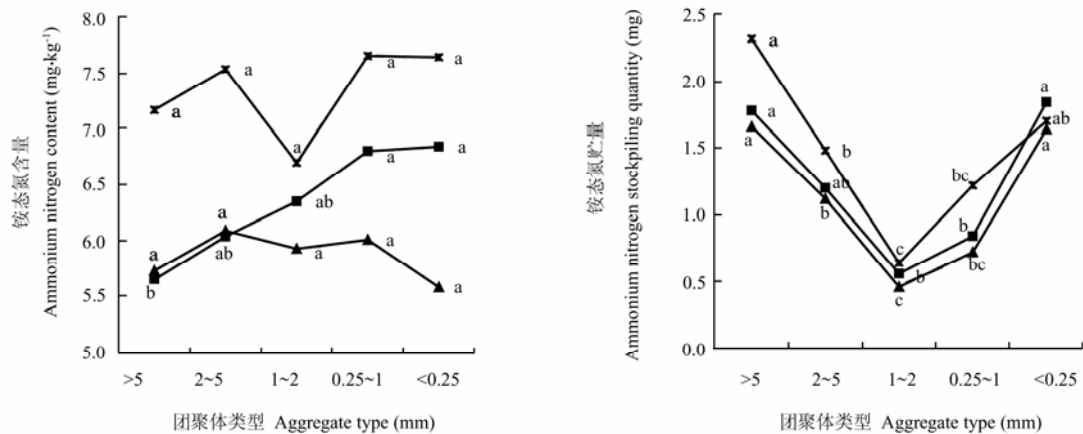 铵态氮含量
Ammonium nitrogen content (mg·kg⁻¹)
8.0
7.5
7.0
6.5
6.0
5.5
5.0
a
a
a
a
a
a
a
ab
a
ab
a
a
a
b
a
>5
2~5
1~2
0.25~1
<0.25
团聚体类型 Aggregate type (mm)
铵态氮贮量
Ammonium nitrogen stockpiling quantity (mg)
2.5
2.0
1.5
1.0
0.5
0.0
a
a
a
b
ab
b
c
b
c
bc
b
bc
a
ab
a
>5
2~5
1~2
0.25~1
<0.25
团聚体类型 Aggregate type (mm)